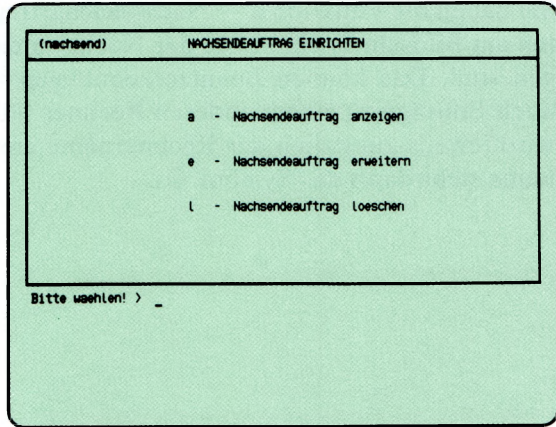 (nachsend) NACHSENDEAUFTRAG EINRICHTEN
a - Nachsendeauftrag anzeigen
e - Nachsendeauftrag erweitern
l - Nachsendeauftrag loeschen
Bitte waehlen! > _